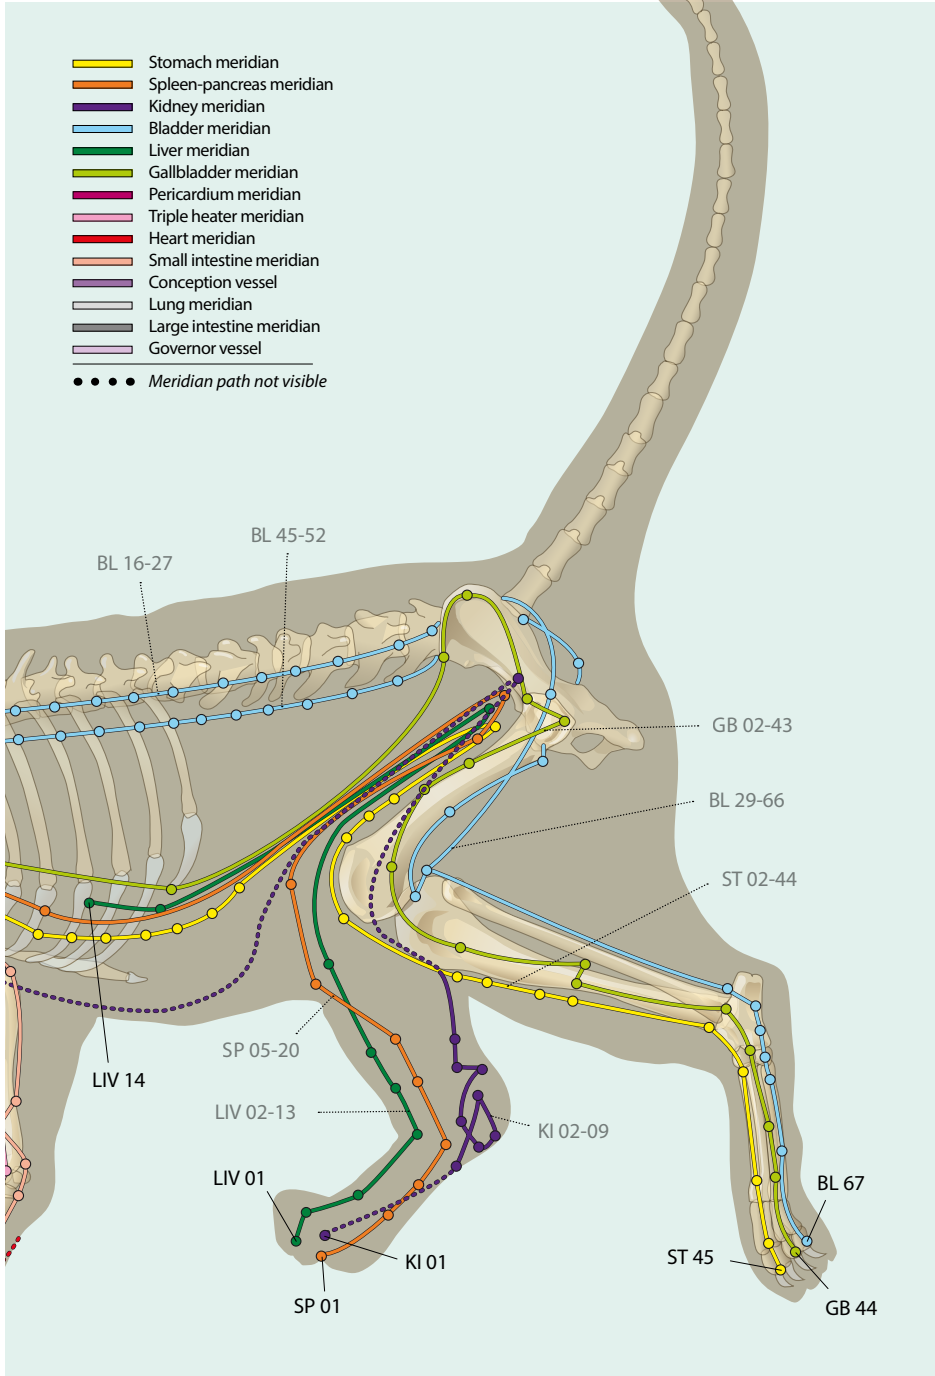 Stomach meridian
Spleen-pancreas meridian
Kidney meridian
Bladder meridian
Liver meridian
Gallbladder meridian
Pericardium meridian
Triple heater meridian
Heart meridian
Small intestine meridian
Conception vessel
Lung meridian
Large intestine meridian
Governor vessel
Meridian path not visible
BL 45-52
BL 16-27
GB 02-43
BL 29-66
ST 02-44
SP 05-20
LIV 14
LIV 02-13
KI 02-09
LIV 01
BL 67
KI 01
ST 45
SP 01
GB 44